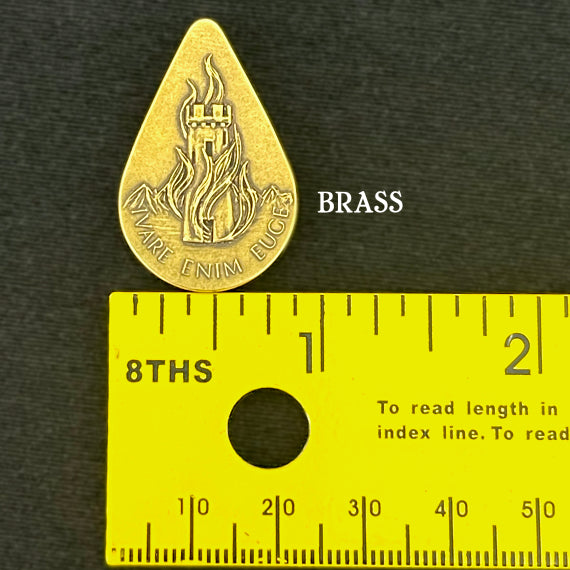 BRASS
IVVARE ENIM EUGE
1
2
8THS
To read length in
index line. To read
10 20 30 40 50